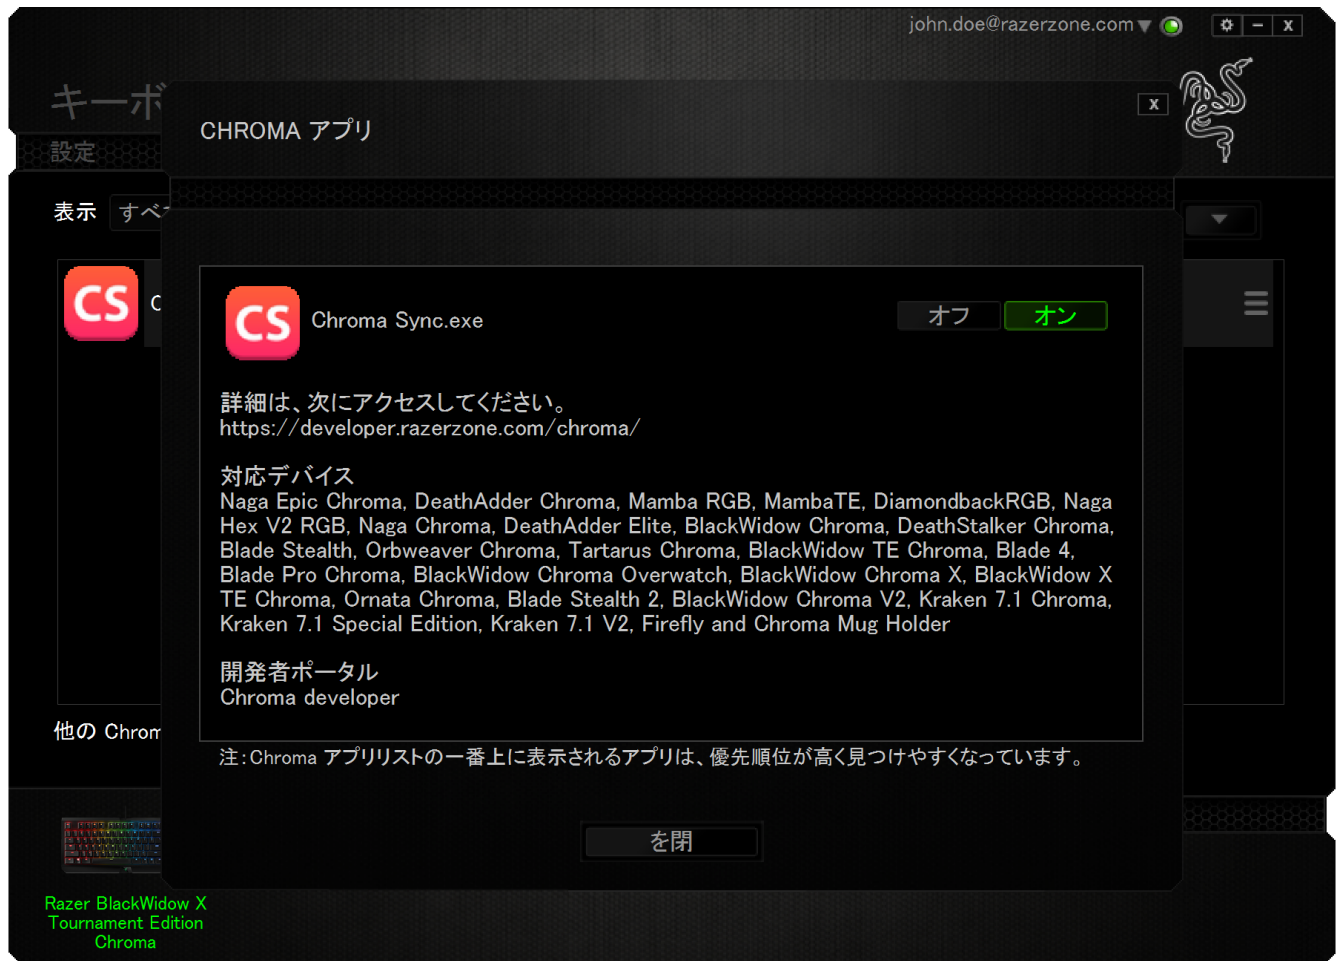 john.doe@razerzone.com
キーボ
CHROMA アプリ
設定
表示
すべ
CS
CS
Chroma Sync.exe
オフ
オン
詳細は、次にアクセスしてください。
https://developer.razerzone.com/chroma/
対応デバイス
Naga Epic Chroma, DeathAdder Chroma, Mamba RGB, MambaTE, DiamondbackRGB, Naga
Hex V2 RGB, Naga Chroma, DeathAdder Elite, BlackWidow Chroma, DeathStalker Chroma,
Blade Stealth, Orbweaver Chroma, Tartarus Chroma, BlackWidow TE Chroma, Blade 4,
Blade Pro Chroma, BlackWidow Chroma Overwatch, BlackWidow Chroma X, BlackWidow X
TE Chroma, Ornata Chroma, Blade Stealth 2, BlackWidow Chroma V2, Kraken 7.1 Chroma,
Kraken 7.1 Special Edition, Kraken 7.1 V2, Firefly and Chroma Mug Holder
開発者ポータル
Chroma developer
他の Chrom
注：Chroma アプリリストの一番上に表示されるアプリは、優先順位が高く見つけやすくなっています。
を閉
Razer BlackWidow X
Tournament Edition
Chroma